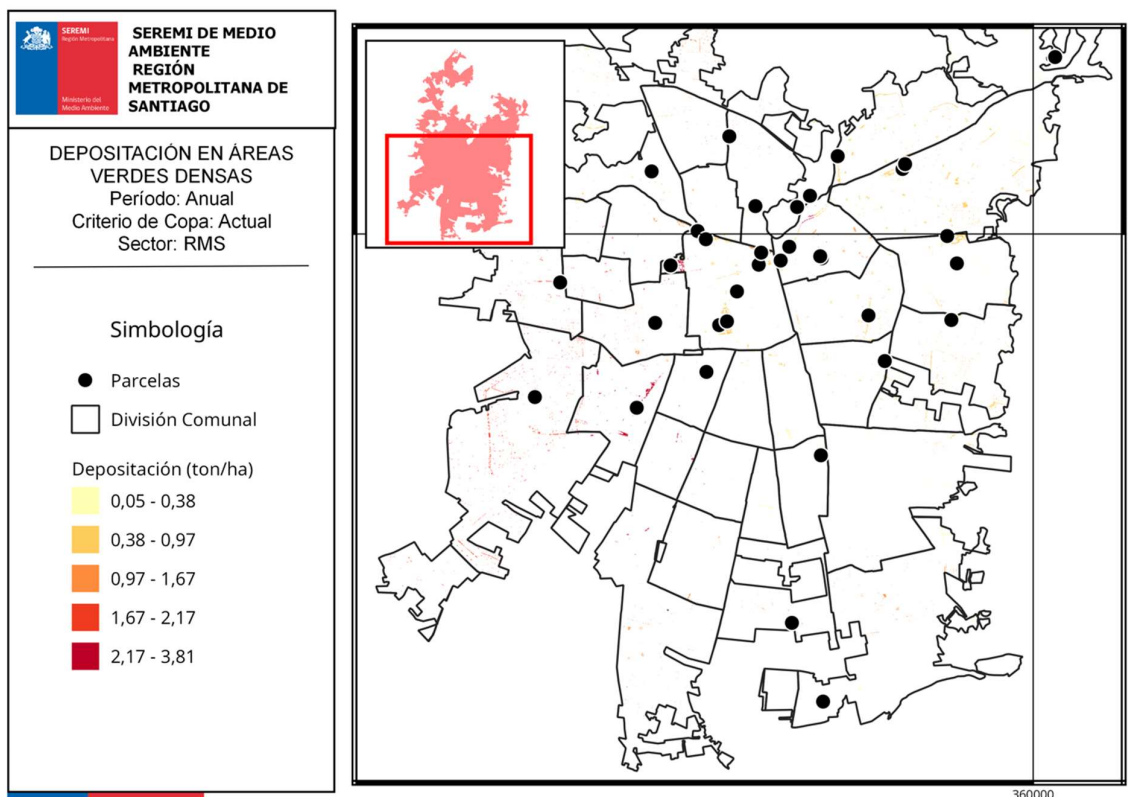 SEREMI
Región Metropolitana
Ministerio del
Medio Ambiente
SEREMI DE MEDIO
AMBIENTE
REGIÓN
METROPOLITANA DE
SANTIAGO
DEPOSITACIÓN EN ÁREAS
VERDES DENSAS
Período: Anual
Criterio de Copa: Actual
Sector: RMS
Simbología
Parcelas
División Comunal
Depositación (ton/ha)
0,05 - 0,38
0,38 - 0,97
0,97 - 1,67
1,67 - 2,17
2,17 - 3,81
360000